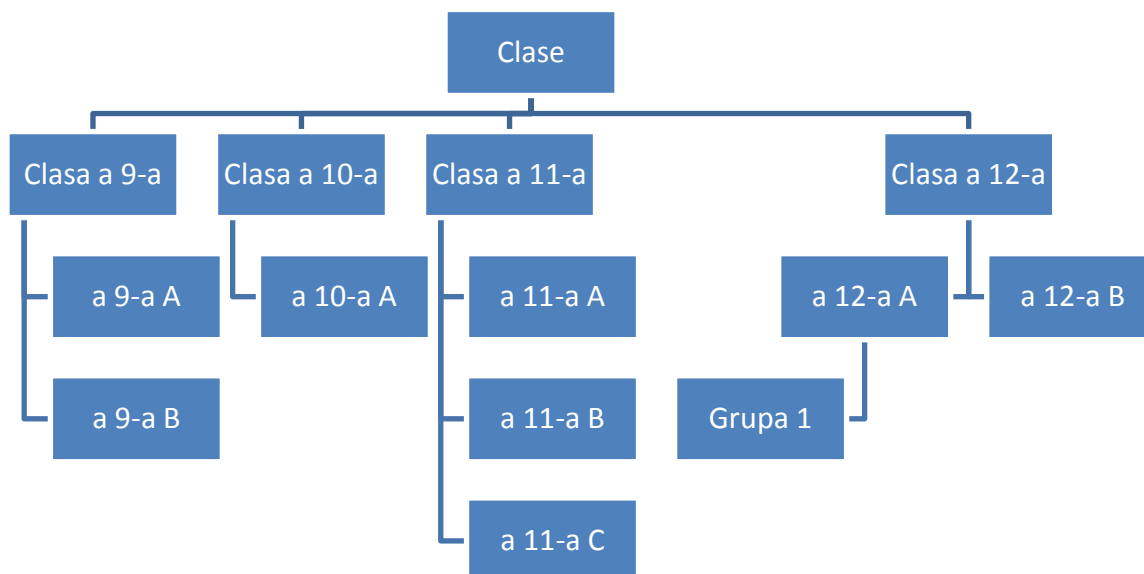 Clase
Clasa a 9-a
Clasa a 10-a
Clasa a 11-a
Clasa a 12-a
a 9-a A
a 10-a A
a 11-a A
a 12-a A
a 12-a B
a 9-a B
a 11-a B
Grupa 1
a 11-a C